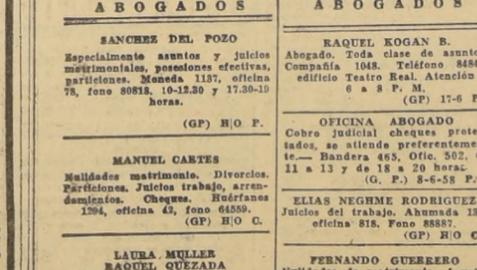 ABOGADOS
SANCHEZ DEL POZO
Especialmente asuntos y juicios
matrimoniales, posesiones efectivas,
particiones. Moneda 1137, oficina
78, fono 80818. 10-12.30 y 17.30-19
horas.
(GP) H|O P.
MANUEL CARTES
Nulidades matrimonio. Divorcios.
Particiones. Juicios trabajo, arren-
damientos. Cheques. Huérfanos
1294, oficina 42, fono 64559.
(GP) H|O C.
LAURA MULLER
RAQUEL QUEZADA
ABOGADOS
RAQUEL KOGAN B.
Abogado. Toda clase de asunto
Compañía 1048. Teléfono 8484
edificio Teatro Real. Atención
6 a 8 P. M.
(GP) 17-6 P
OFICINA ABOGADO
Cobro judicial cheques prote
tados, se atiende preferenteme
te.— Bandera 465, Ofic. 502.
11 a 13 y de 18 a 20 horas.
(G. P.) 8-6-58 P.
ELIAS NEGHME RODRIGUEZ
Juicios del trabajo. Ahumada 13
oficina 818. Fono 88887.
(GP) H|O C
FERNANDO GUERRERO